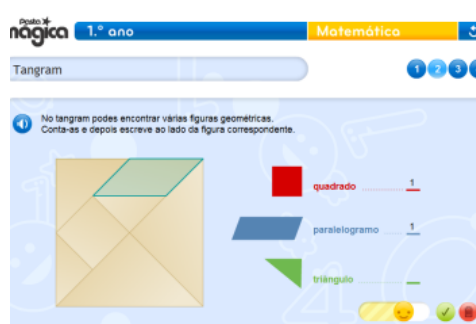 Pasta
mágica
1.º ano
Matemática
Tangram
1 2 3
No tangram podes encontrar várias figuras geométricas.
Conta-as e depois escreve ao lado da figura correspondente.
quadrado 1
paralelogramo 1
triângulo